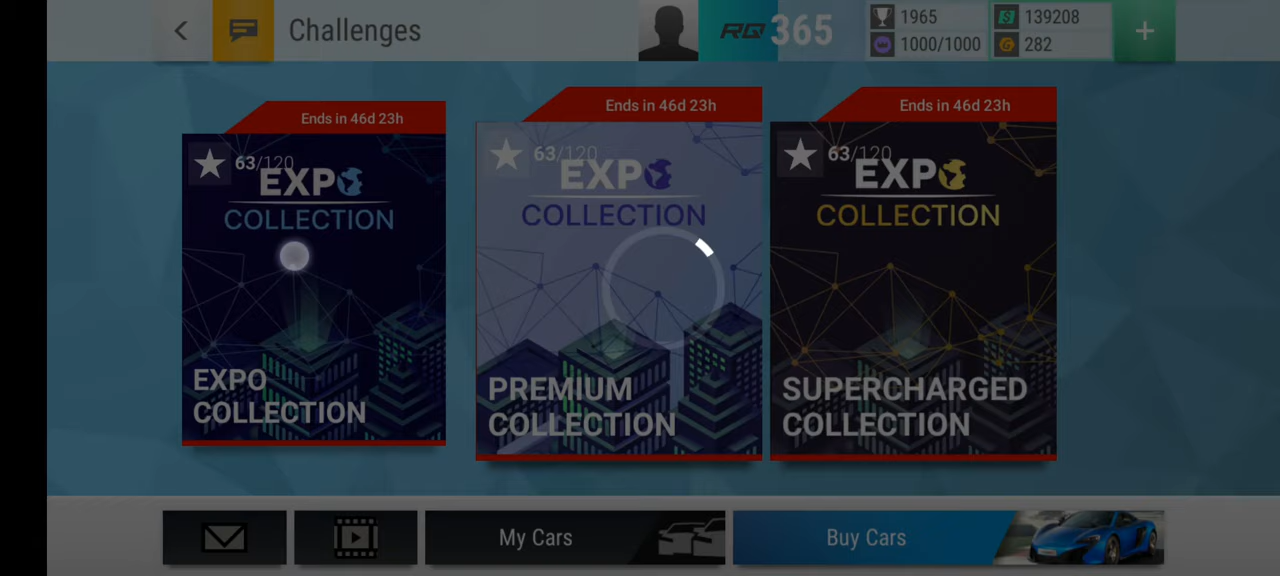 Challenges
RQ 365
1965
1000/1000
139208
282
+
Ends in 46d 23h
63/120
EXPO
COLLECTION
EXPO
COLLECTION
Ends in 46d 23h
63/120
EXPO
COLLECTION
PREMIUM
COLLECTION
Ends in 46d 23h
63/120
EXPO
COLLECTION
SUPERCHARGED
COLLECTION
My Cars
Buy Cars